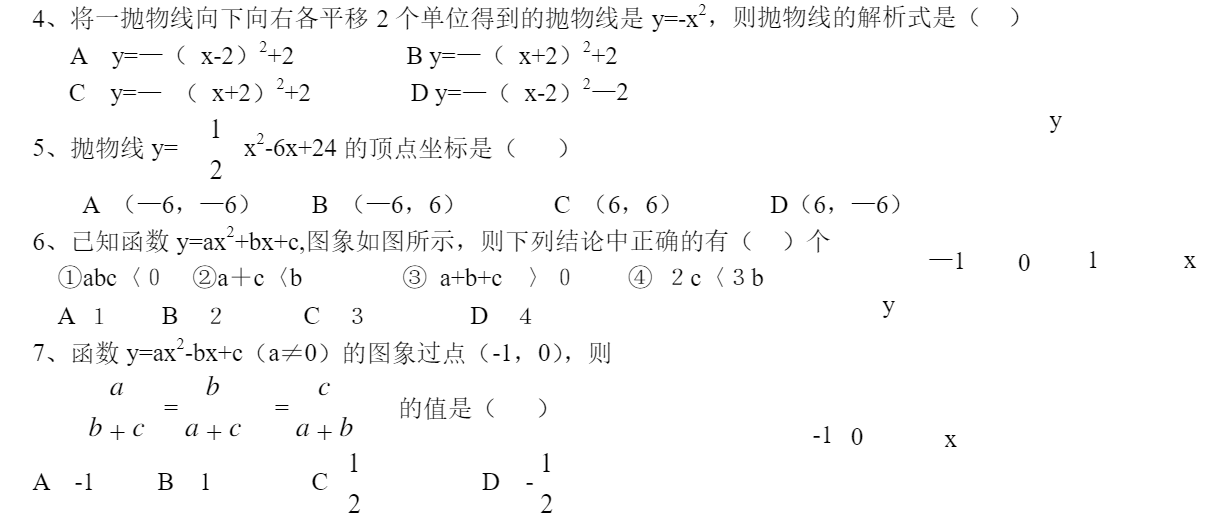 4、将一抛物线向下向右各平移 2 个单位得到的抛物线是 y=-x²，则抛物线的解析式是（ ）
A y=—（ x-2）²+2 B y=—（ x+2）²+2
C y=— （ x+2）²+2 D y=—（ x-2）²—2
y
5、抛物线 y= 1/2 x²-6x+24 的顶点坐标是（ ）
A （—6，—6） B （—6，6） C （6，6） D（6，—6）
6、已知函数 y=ax²+bx+c,图象如图所示，则下列结论中正确的有（ ）个
—1 0 1 x
①abc〈０ ②a＋c〈b ③ a+b+c 〉０ ④ ２c〈３b
A １ B ２ C ３ D ４
y
7、函数 y=ax²-bx+c（a≠0）的图象过点（-1，0），则
a/(b+c) = b/(a+c) = c/(a+b) 的值是（ ）
-1 0 x
A -1 B 1 C 1/2 D -1/2